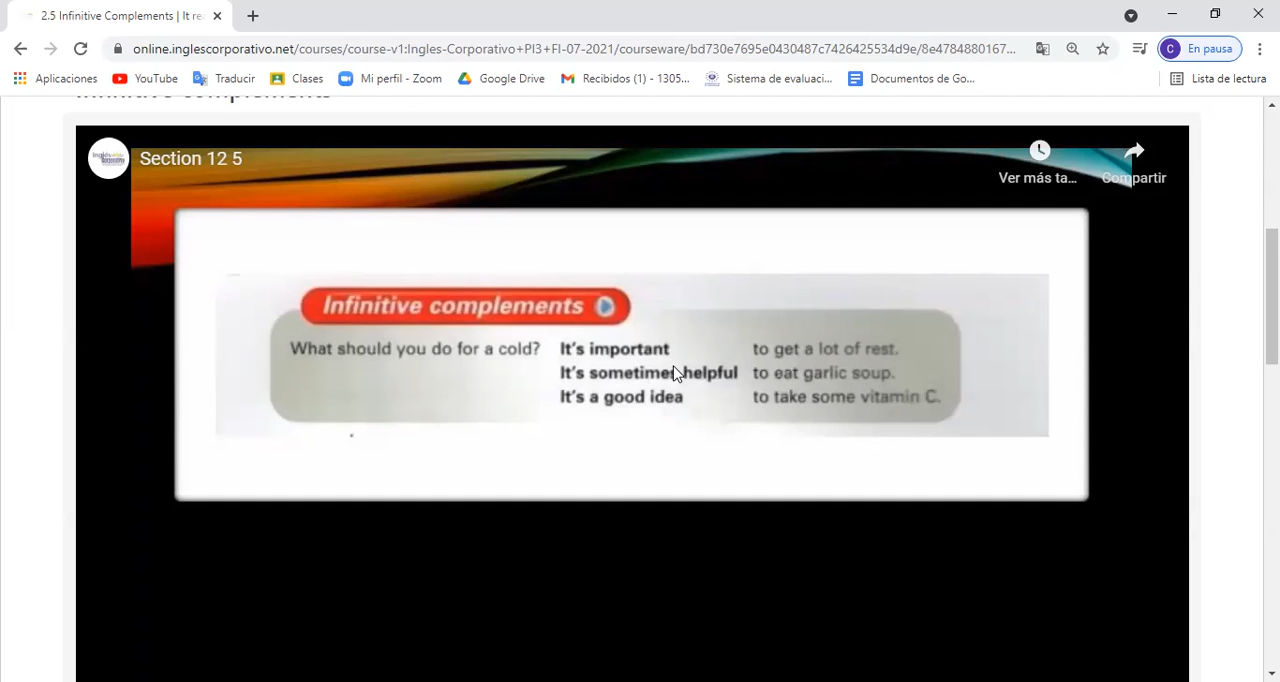 2.5 Infinitive Complements | It rea
online.inglescorporativo.net/courses/course-v1:Ingles-Corporativo+PI3+FI-07-2021/courseware/bd730e7695e0430487c7426425534d9e/8e4784880167...
C En pausa
Aplicaciones YouTube Traducir Clases Mi perfil - Zoom Google Drive Recibidos (1) - 1305... Sistema de evaluaci... Documentos de Go... Lista de lectura
Infinitive complements
Section 12 5
Ver más ta... Compartir
Infinitive complements
What should you do for a cold? It's important to get a lot of rest.
It's sometimes helpful to eat garlic soup.
It's a good idea to take some vitamin C.